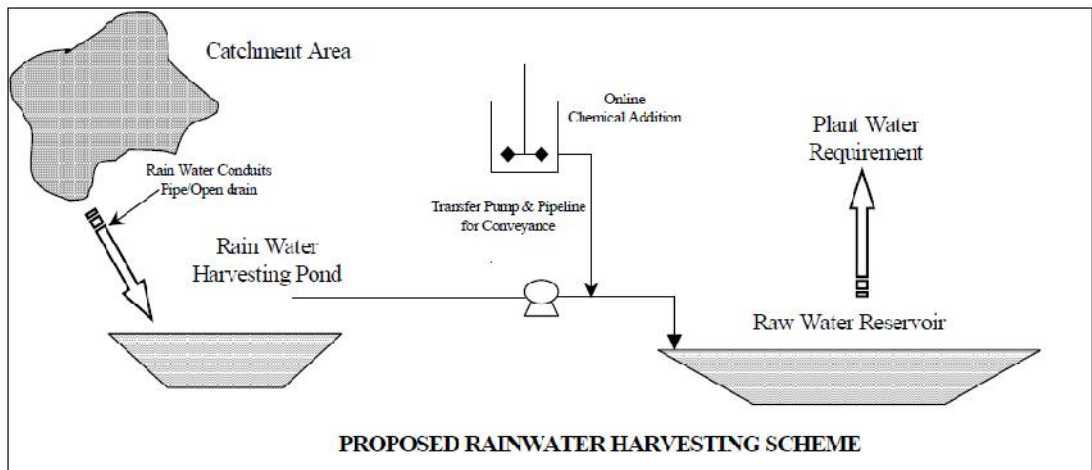 Catchment Area
Rain Water Conduits
Pipe/Open drain
Rain Water
Harvesting Pond
Online
Chemical Addition
Transfer Pump & Pipeline
for Conveyance
Plant Water
Requirement
Raw Water Reservoir
PROPOSED RAINWATER HARVESTING SCHEME